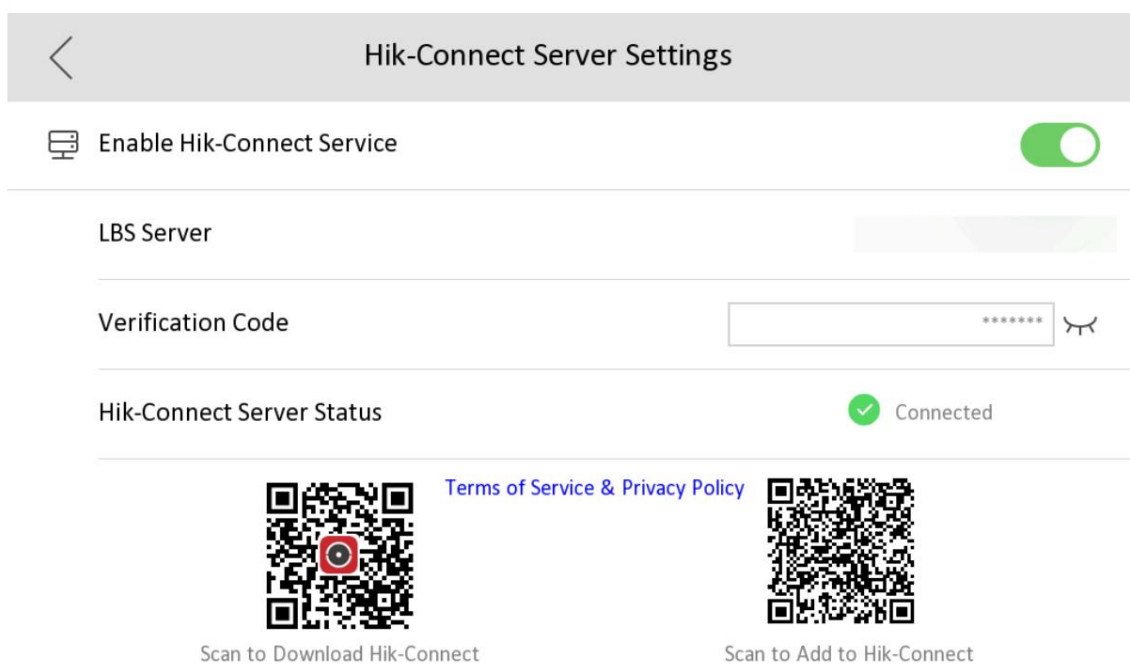 Hik-Connect Server Settings
Enable Hik-Connect Service
LBS Server
Verification Code *******
Hik-Connect Server Status Connected
Terms of Service & Privacy Policy
Scan to Download Hik-Connect Scan to Add to Hik-Connect